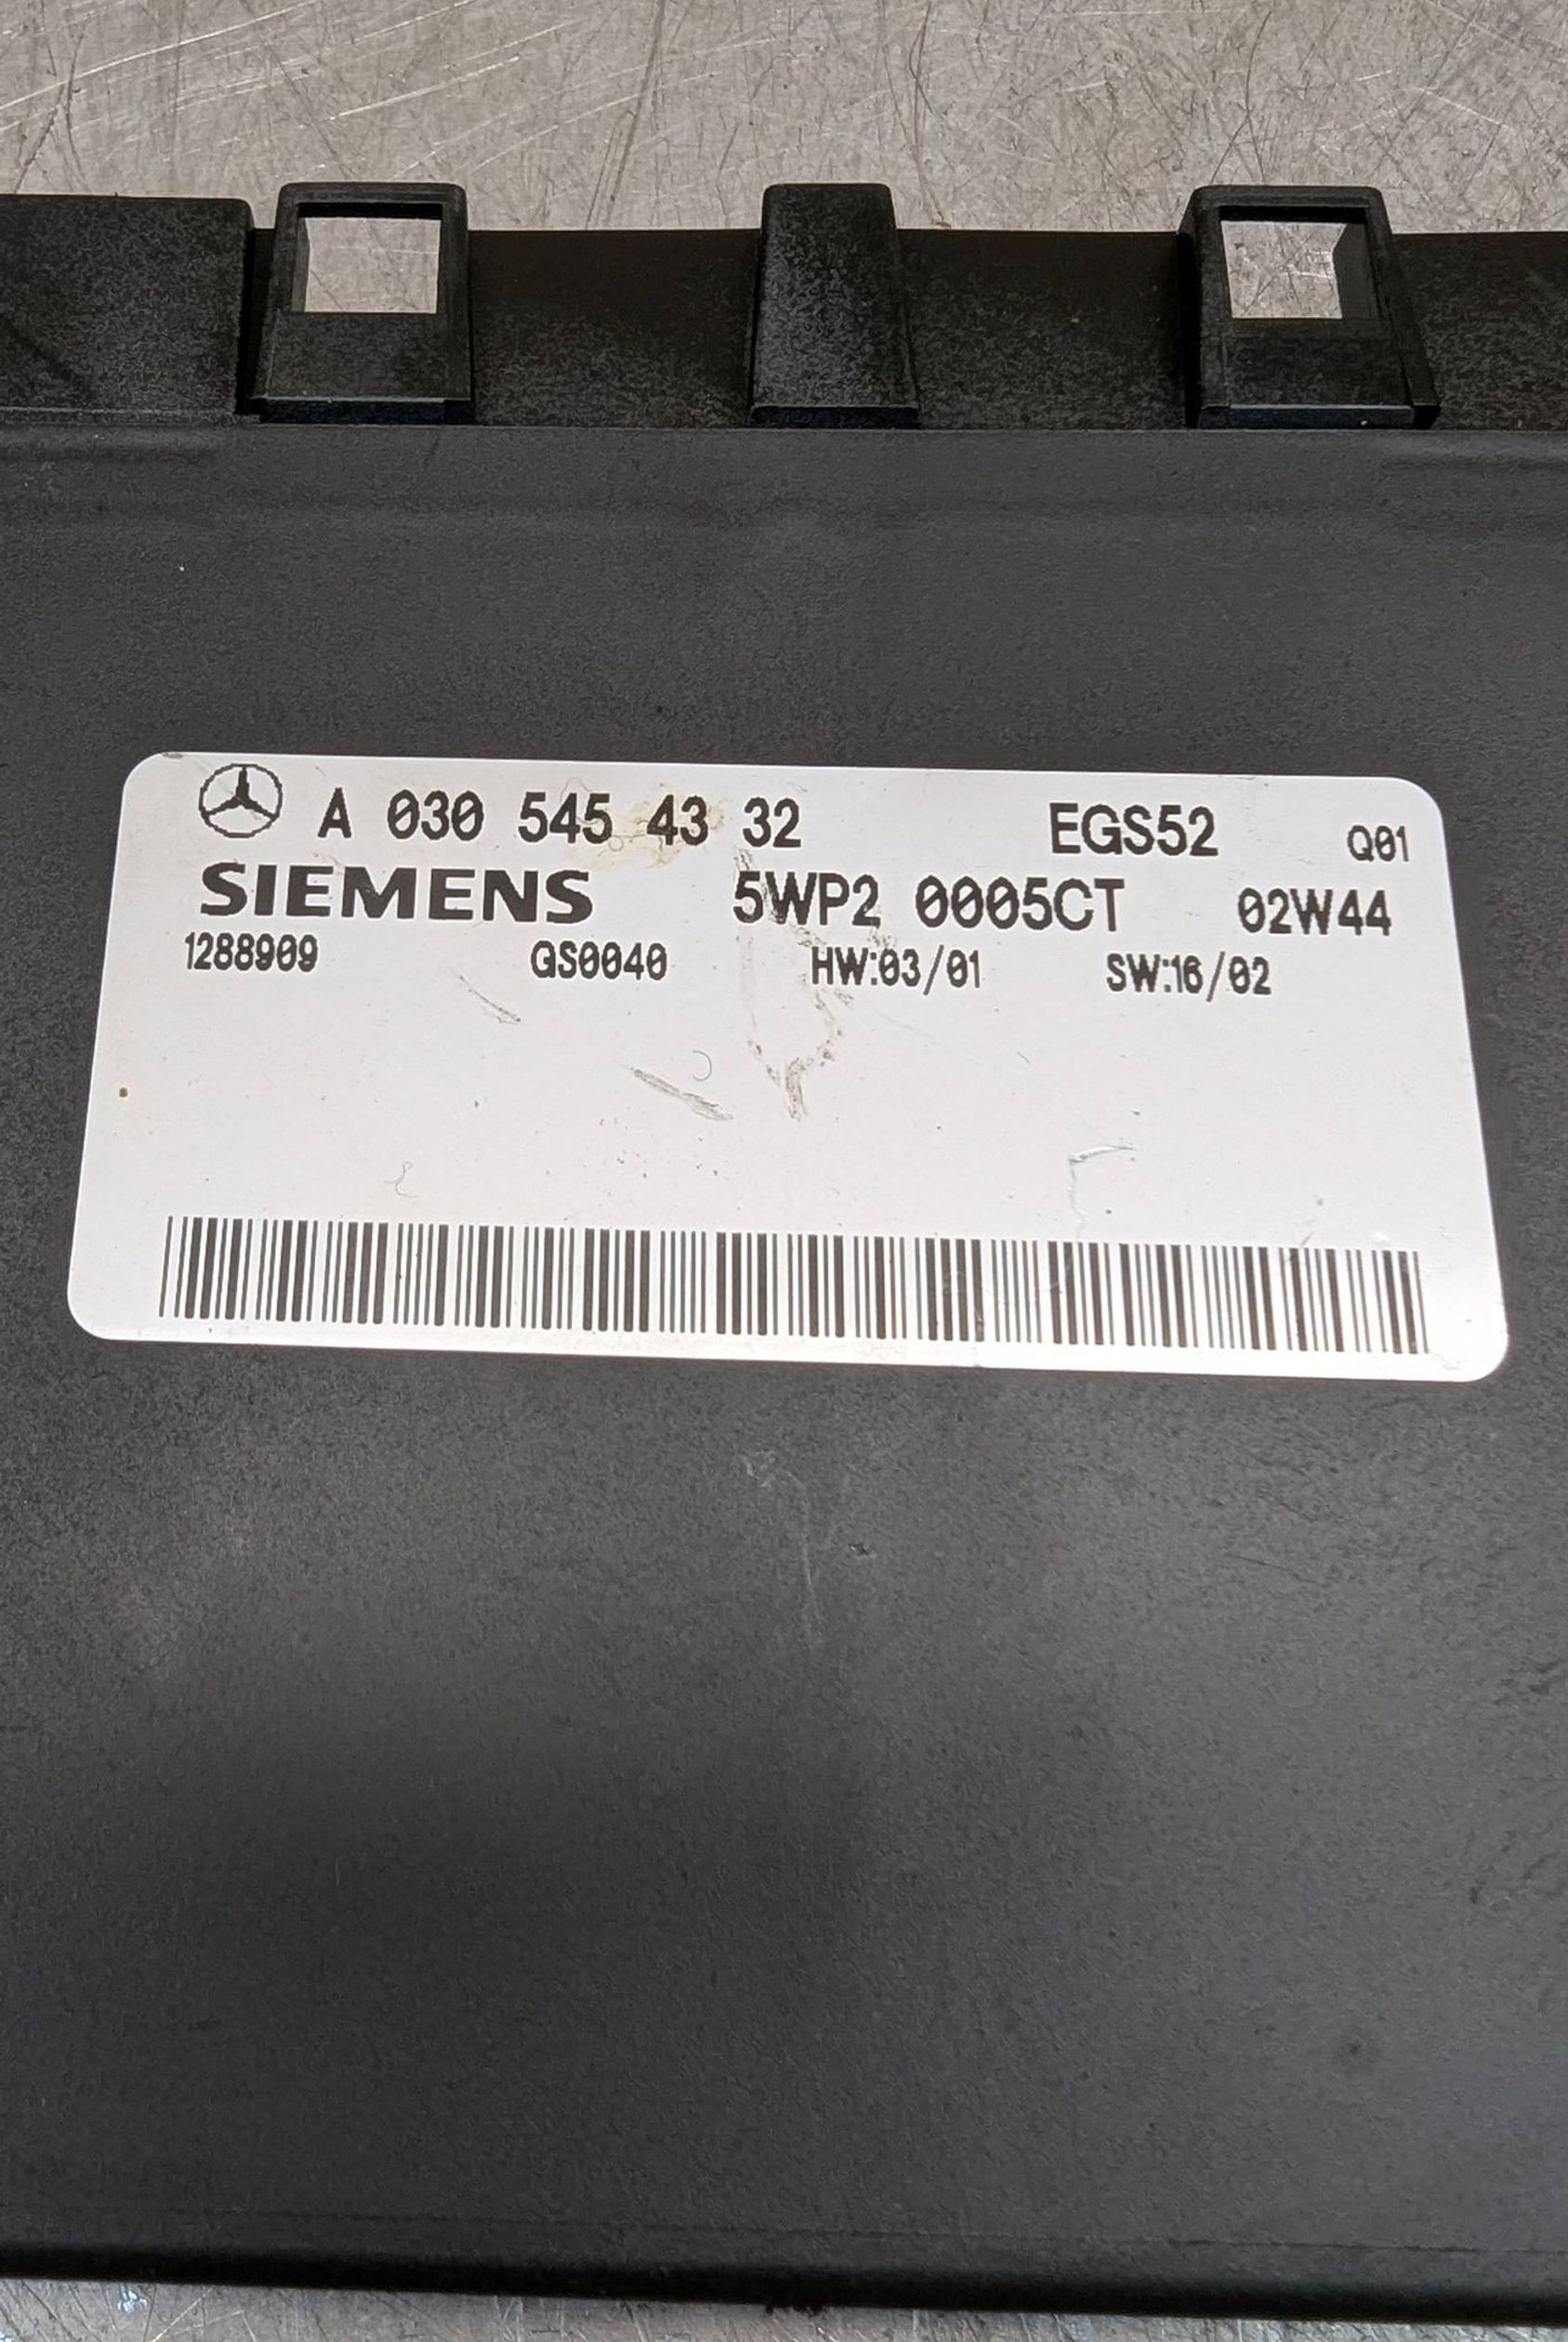 A 030 545 43 32 EGS52 Q01
SIEMENS 5WP2 0005CT 02W44
1288909 GS0040 HW:03/01 SW:16/02